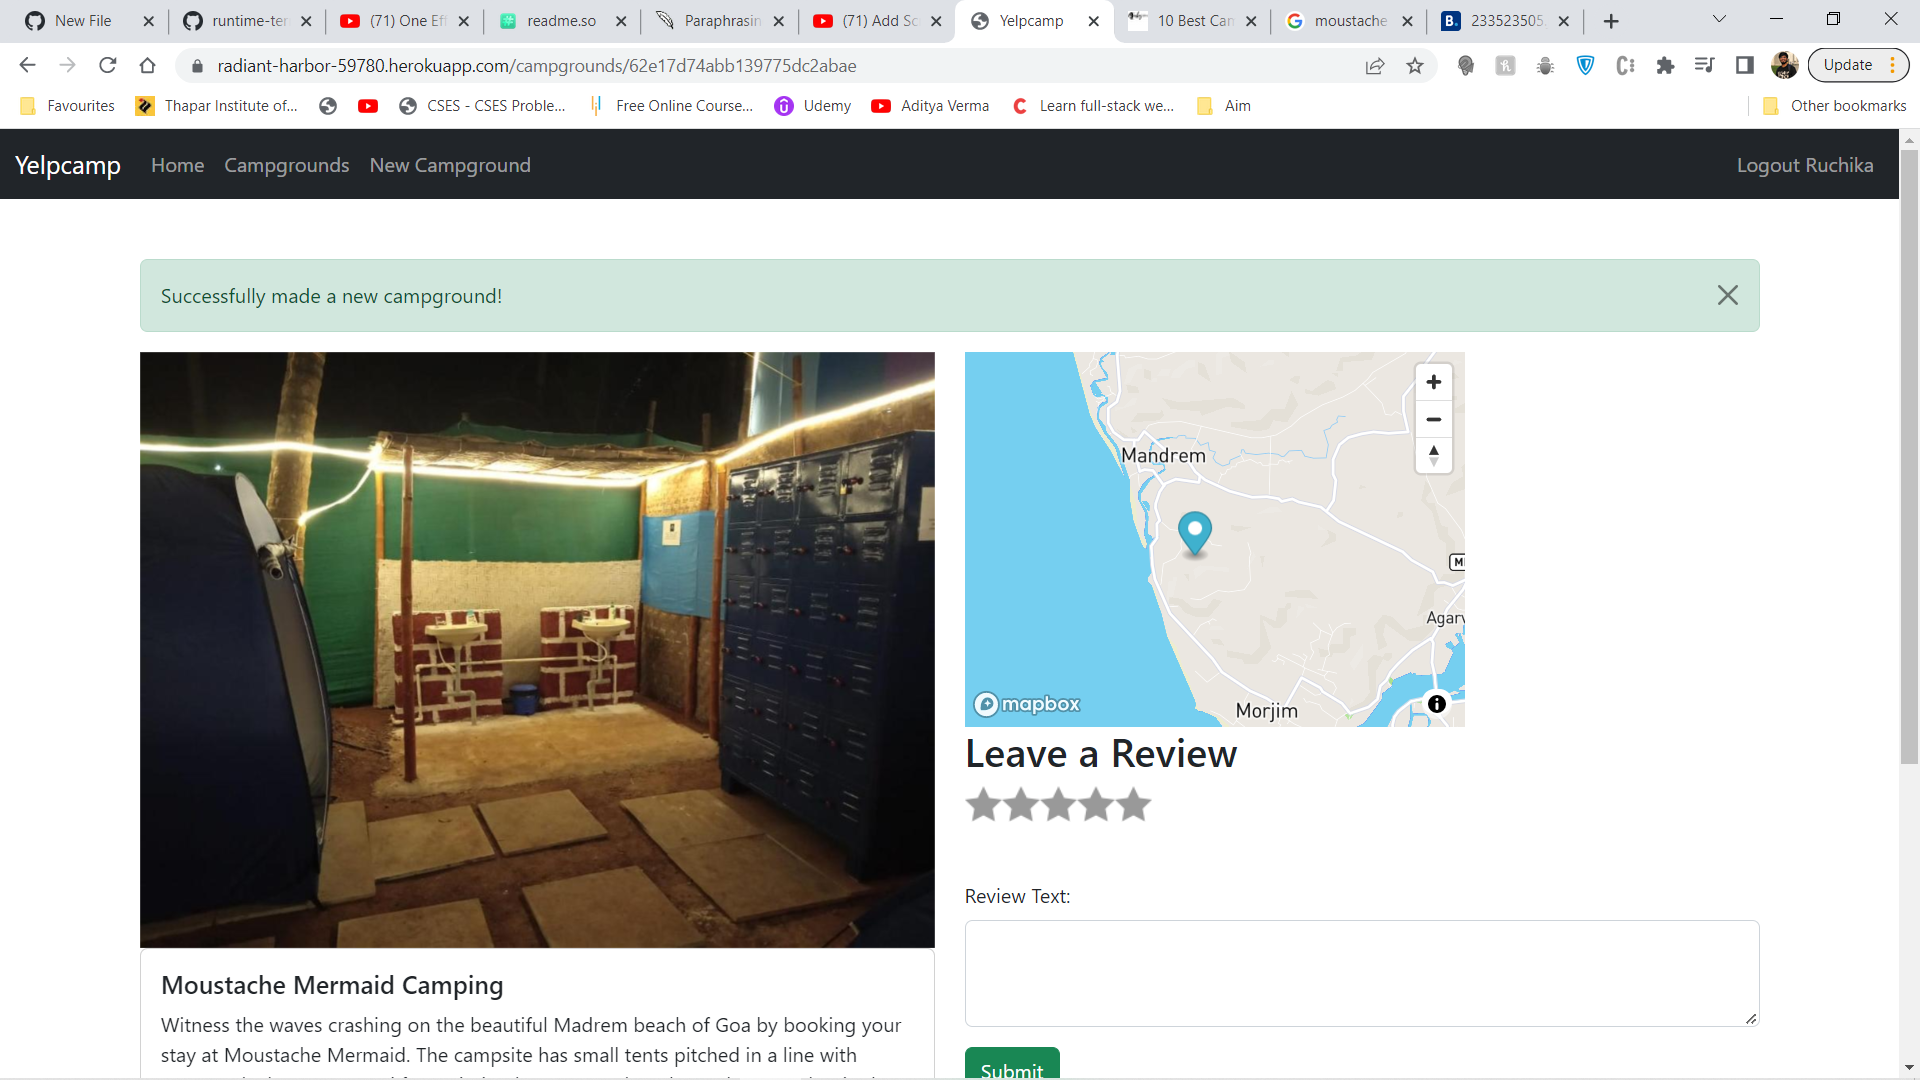 New File
runtime-ter
(71) One Eff
readme.so
Paraphrasin
(71) Add Sc
Yelpcamp
10 Best Cam
moustache
B. 233523505
radiant-harbor-59780.herokuapp.com/campgrounds/62e17d74abb139775dc2abae
Update
Favourites
Thapar Institute of...
CSES - CSES Proble...
Free Online Course...
Udemy
Aditya Verma
Learn full-stack we...
Aim
Other bookmarks
Yelpcamp
Home
Campgrounds
New Campground
Logout Ruchika
Successfully made a new campground!
Mandrem
Agarv
Morjim
mapbox
Leave a Review
Review Text:
Submit
Moustache Mermaid Camping
Witness the waves crashing on the beautiful Madrem beach of Goa by booking your
stay at Moustache Mermaid. The campsite has small tents pitched in a line with